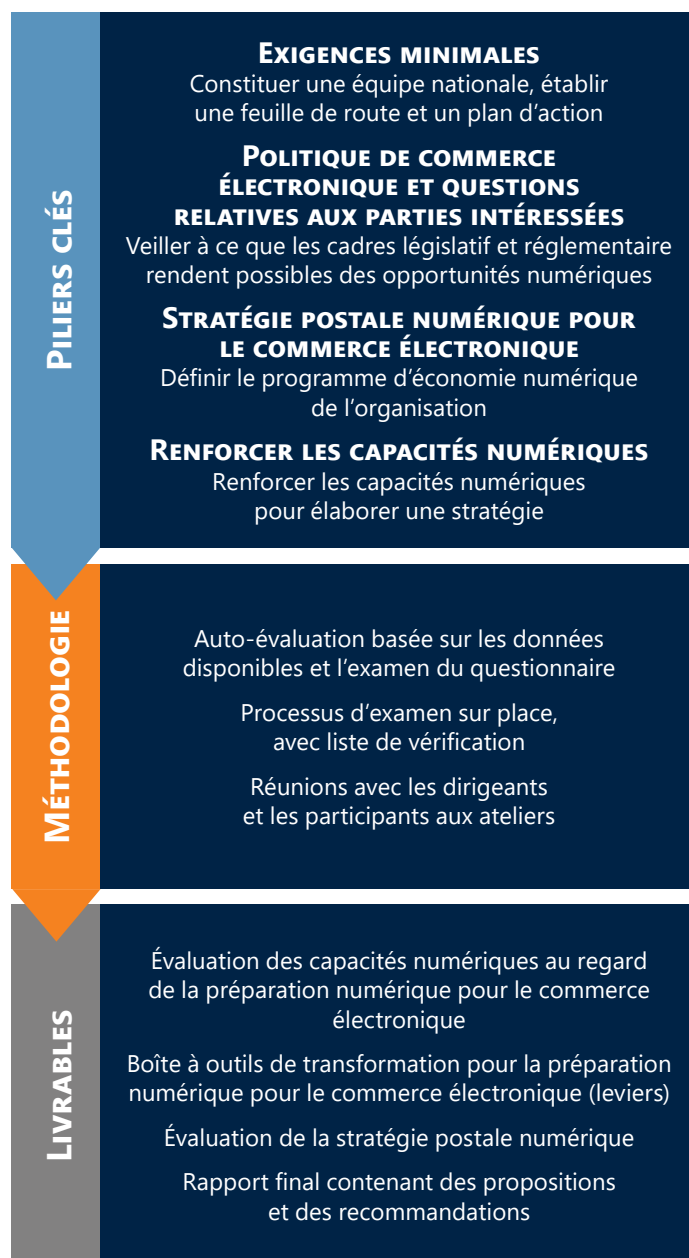 PILIERS CLÉS
EXIGENCES MINIMALES
Constituer une équipe nationale, établir
une feuille de route et un plan d’action
POLITIQUE DE COMMERCE
ÉLECTRONIQUE ET QUESTIONS
RELATIVES AUX PARTIES INTÉRESSÉES
Veiller à ce que les cadres législatif et réglementaire
rendent possibles des opportunités numériques
STRATÉGIE POSTALE NUMÉRIQUE POUR
LE COMMERCE ÉLECTRONIQUE
Définir le programme d’économie numérique
de l’organisation
RENFORCER LES CAPACITÉS NUMÉRIQUES
Renforcer les capacités numériques
pour élaborer une stratégie
MÉTHODOLOGIE
Auto-évaluation basée sur les données
disponibles et l’examen du questionnaire
Processus d’examen sur place,
avec liste de vérification
Réunions avec les dirigeants
et les participants aux ateliers
LIVRABLES
Évaluation des capacités numériques au regard
de la préparation numérique pour le commerce
électronique
Boîte à outils de transformation pour la préparation
numérique pour le commerce électronique (leviers)
Évaluation de la stratégie postale numérique
Rapport final contenant des propositions
et des recommandations